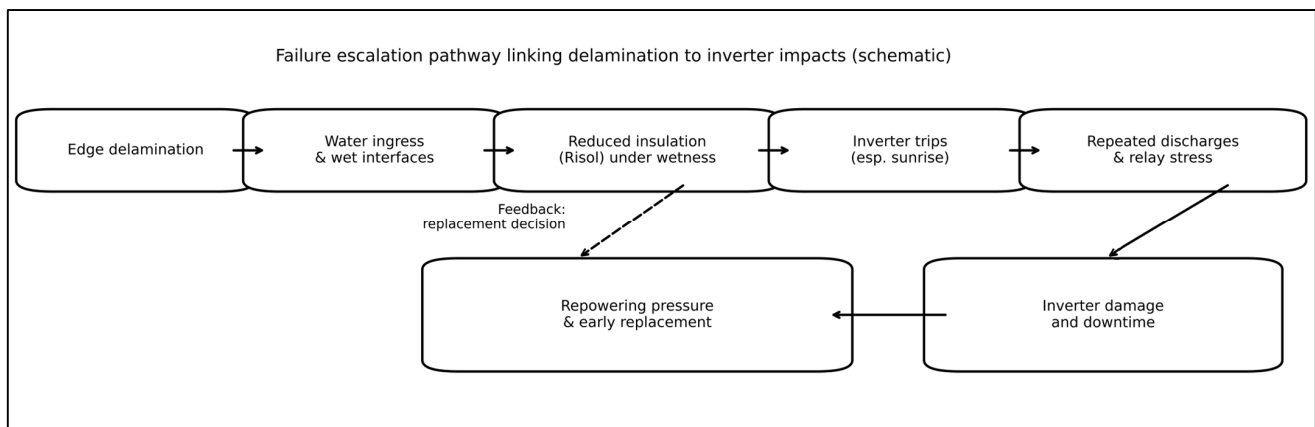 Failure escalation pathway linking delamination to inverter impacts (schematic)
Edge delamination
Water ingress
& wet interfaces
Reduced insulation
(Risol) under wetness
Inverter trips
(esp. sunrise)
Repeated discharges
& relay stress
Feedback:
replacement decision
Repowering pressure
& early replacement
Inverter damage
and downtime